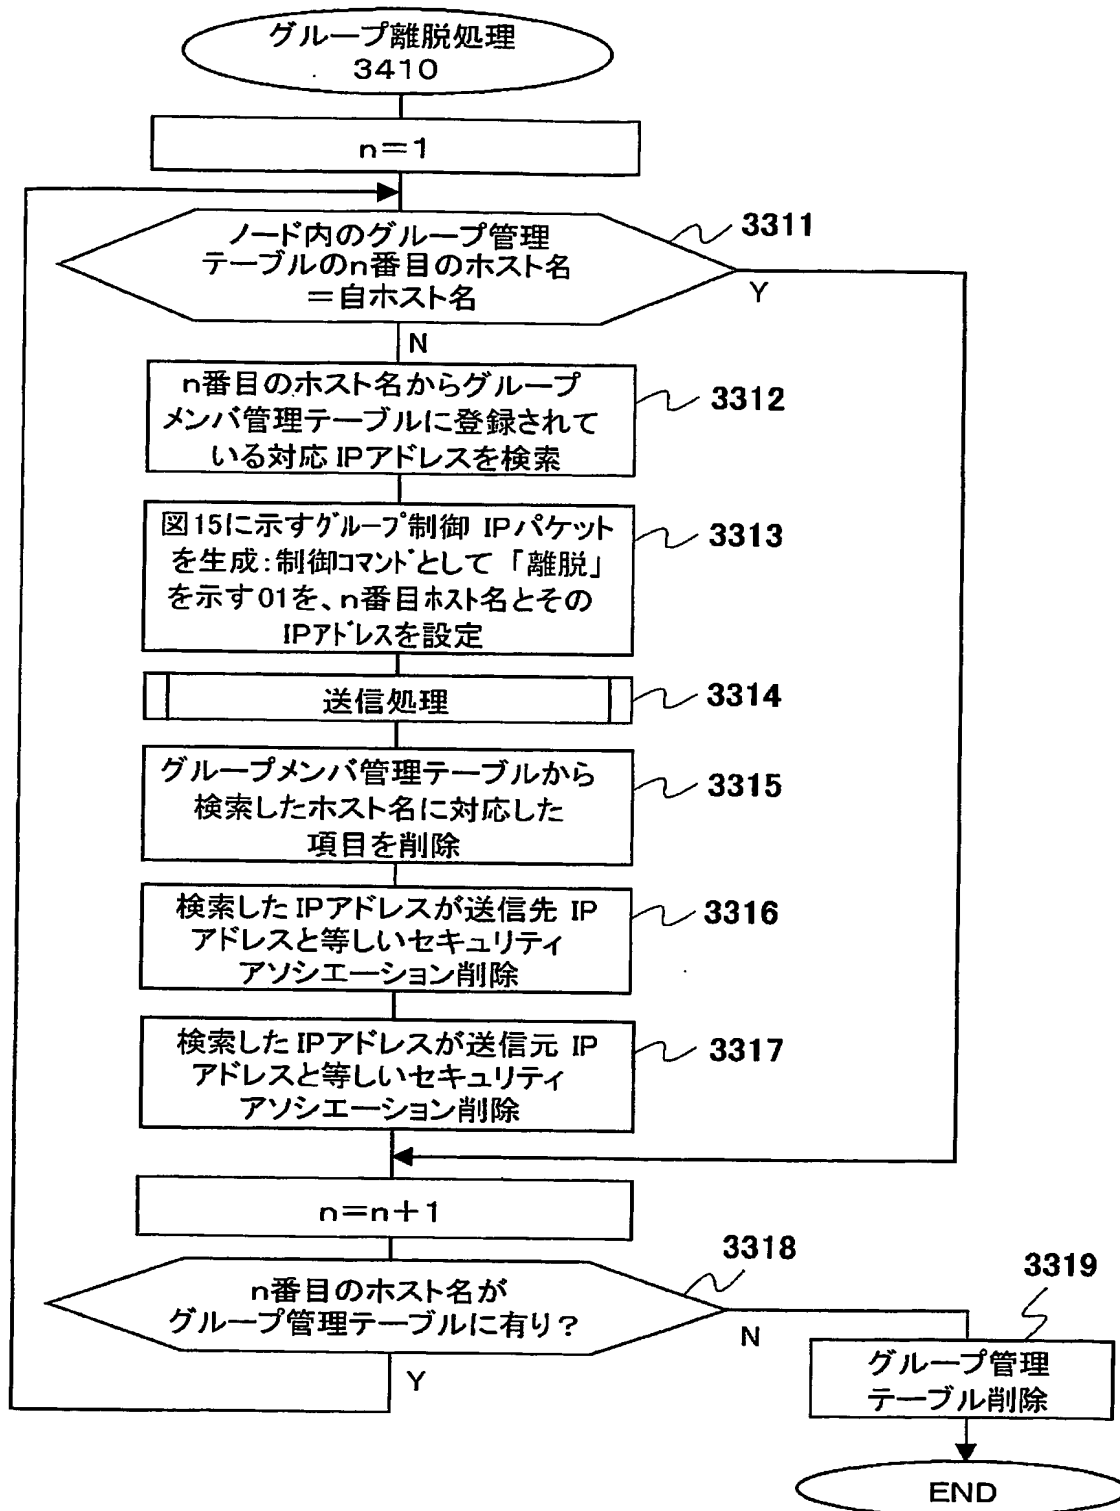 グループ離脱処理
3410
n=1
ノード内のグループ管理
テーブルのn番目のホスト名
=自ホスト名
3311
Y
N
n番目のホスト名からグループ
メンバ管理テーブルに登録されて
いる対応 IPアドレスを検索
3312
図15に示すグループ制御 IPパケット
を生成:制御コマンドとして「離脱」
を示す01を、n番目ホスト名とその
IPアドレスを設定
3313
送信処理
3314
グループメンバ管理テーブルから
検索したホスト名に対応した
項目を削除
3315
検索した IPアドレスが送信先 IP
アドレスと等しいセキュリティ
アソシエーション削除
3316
検索した IPアドレスが送信元 IP
アドレスと等しいセキュリティ
アソシエーション削除
3317
n=n+1
n番目のホスト名が
グループ管理テーブルに有り?
3318
N
Y
3319
グループ管理
テーブル削除
END